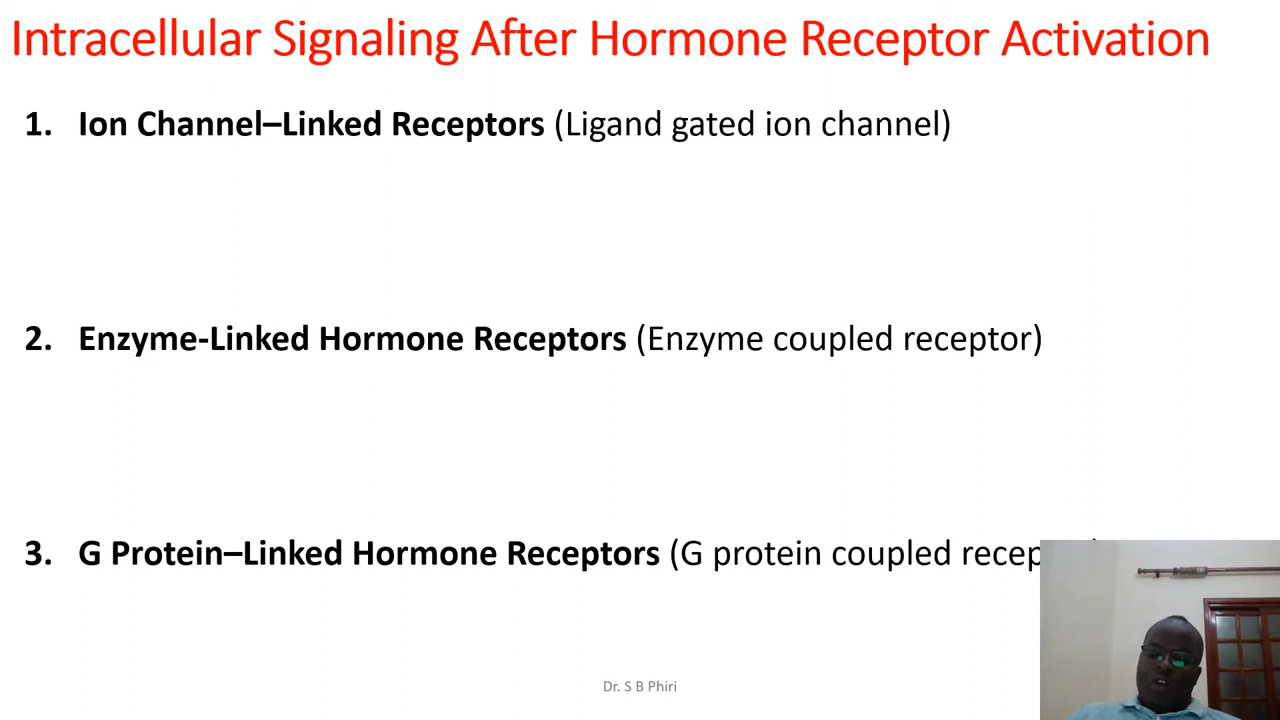 Intracellular Signaling After Hormone Receptor Activation
1. Ion Channel–Linked Receptors (Ligand gated ion channel)
2. Enzyme-Linked Hormone Receptors (Enzyme coupled receptor)
3. G Protein–Linked Hormone Receptors (G protein coupled
Dr. S B Phiri